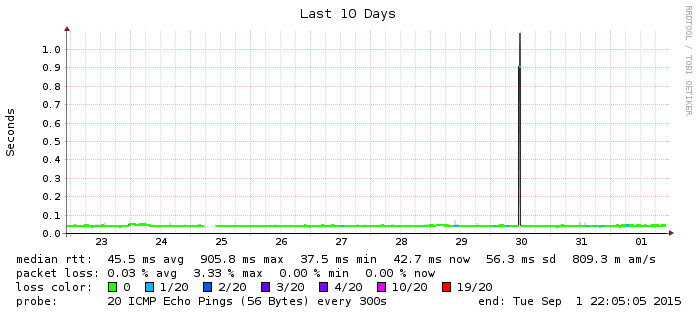 Last 10 Days
RRDTOOL / TOBI OETIKER
Seconds
1.0
0.9
0.8
0.7
0.6
0.5
0.4
0.3
0.2
0.1
0.0
23 24 25 26 27 28 29 30 31 01
median rtt: 45.5 ms avg 905.8 ms max 37.5 ms min 42.7 ms now 56.3 ms sd 809.3 m am/s
packet loss: 0.03 % avg 3.33 % max 0.00 % min 0.00 % now
loss color: 0 1/20 2/20 3/20 4/20 10/20 19/20
probe: 20 ICMP Echo Pings (56 Bytes) every 300s end: Tue Sep 1 22:05:05 2015